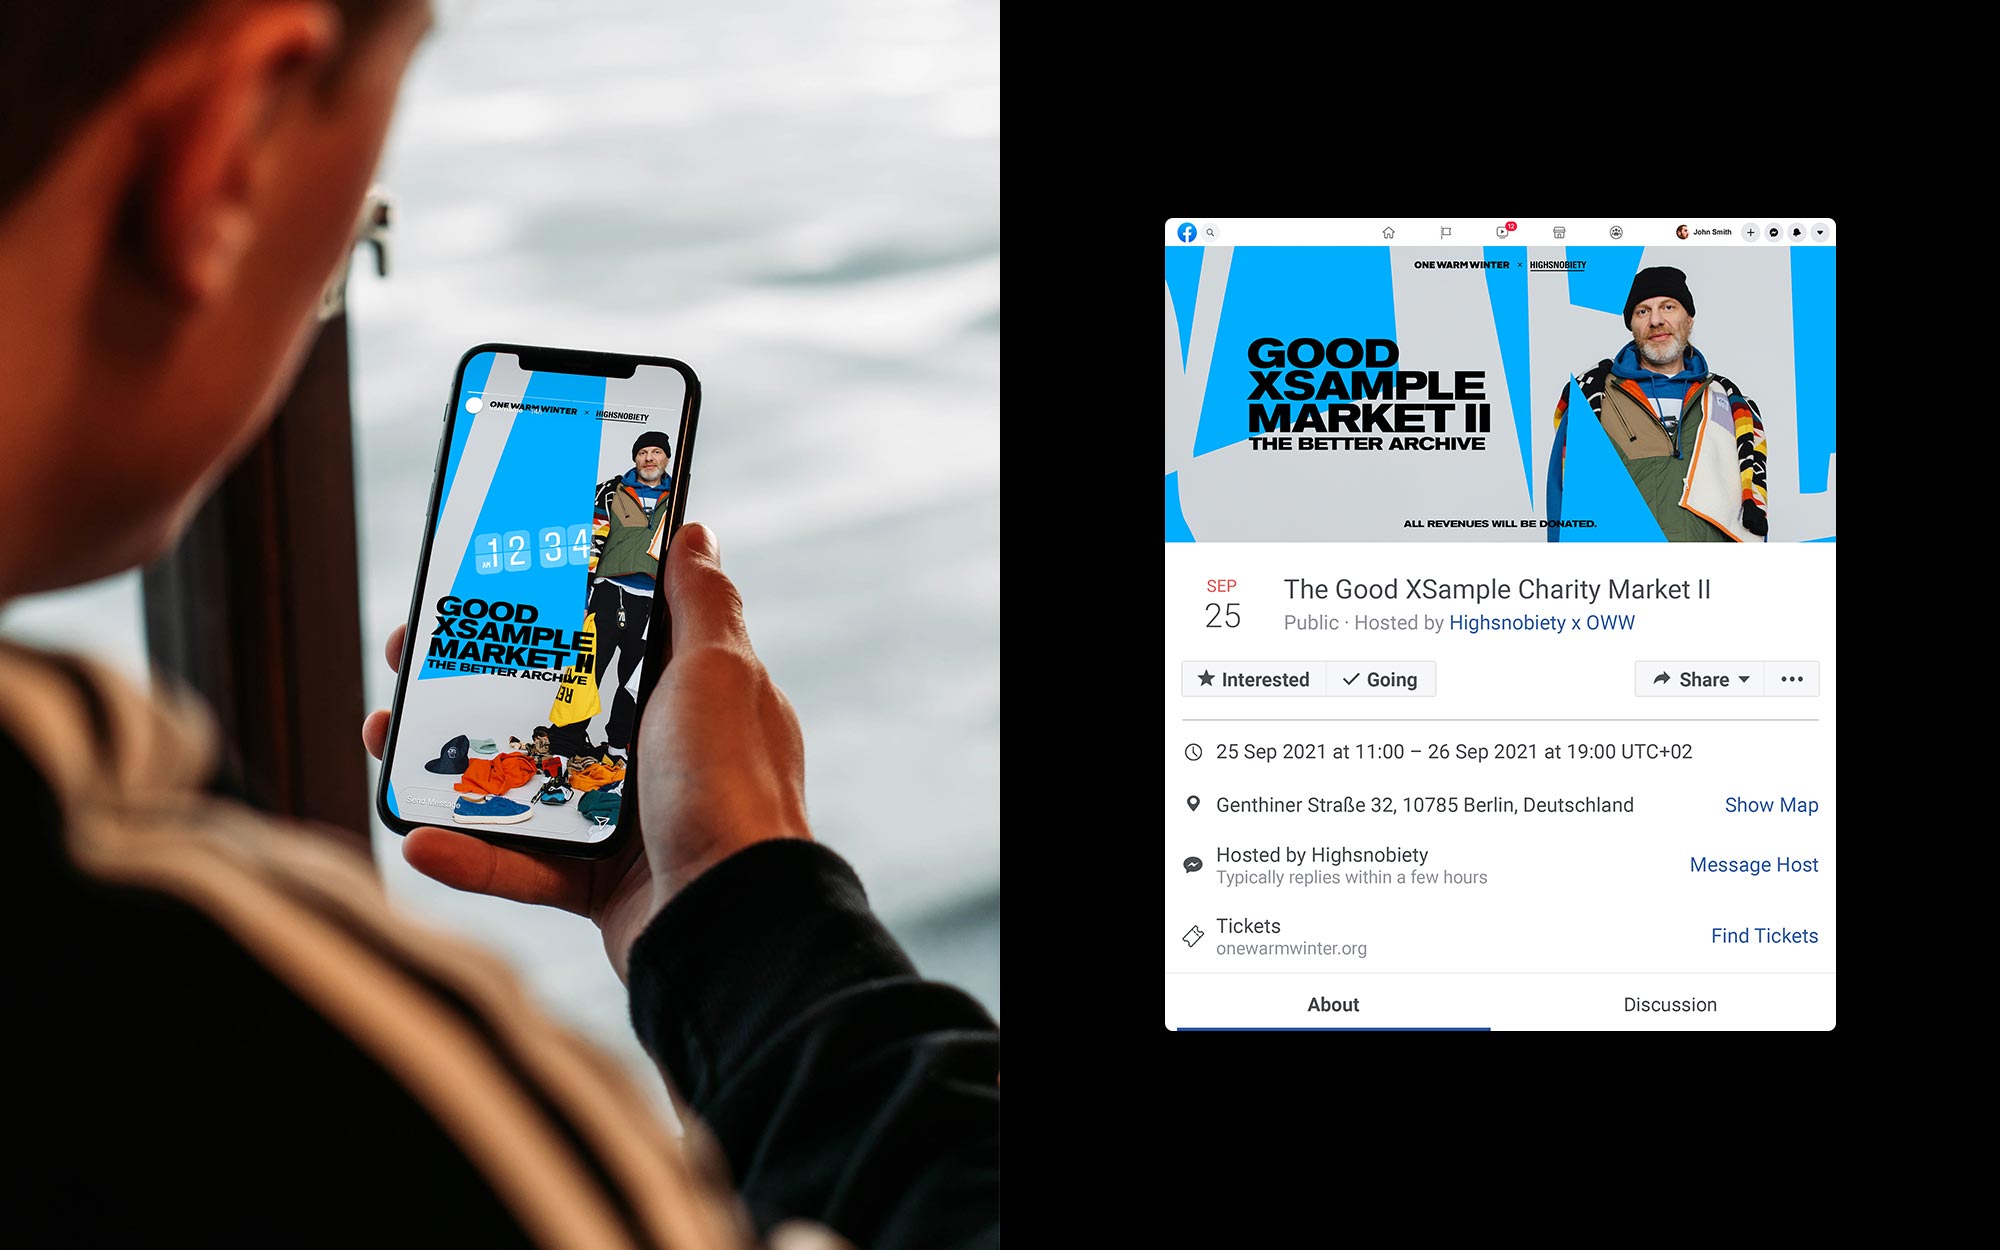 ONE WARM WINTER × HIGHSNOBIETY
AM 12 34
GOOD
XSAMPLE
MARKET II
THE BETTER ARCHIVE
Send Message
12
John Smith
ONE WARM WINTER × HIGHSNOBIETY
GOOD
XSAMPLE
MARKET II
THE BETTER ARCHIVE
ALL REVENUES WILL BE DONATED.
SEP
25
The Good XSample Charity Market II
Public · Hosted by Highsnobiety x OWW
Interested
Going
Share
25 Sep 2021 at 11:00 – 26 Sep 2021 at 19:00 UTC+02
Genthiner Straße 32, 10785 Berlin, Deutschland
Show Map
Hosted by Highsnobiety
Typically replies within a few hours
Message Host
Tickets
onewarmwinter.org
Find Tickets
About
Discussion